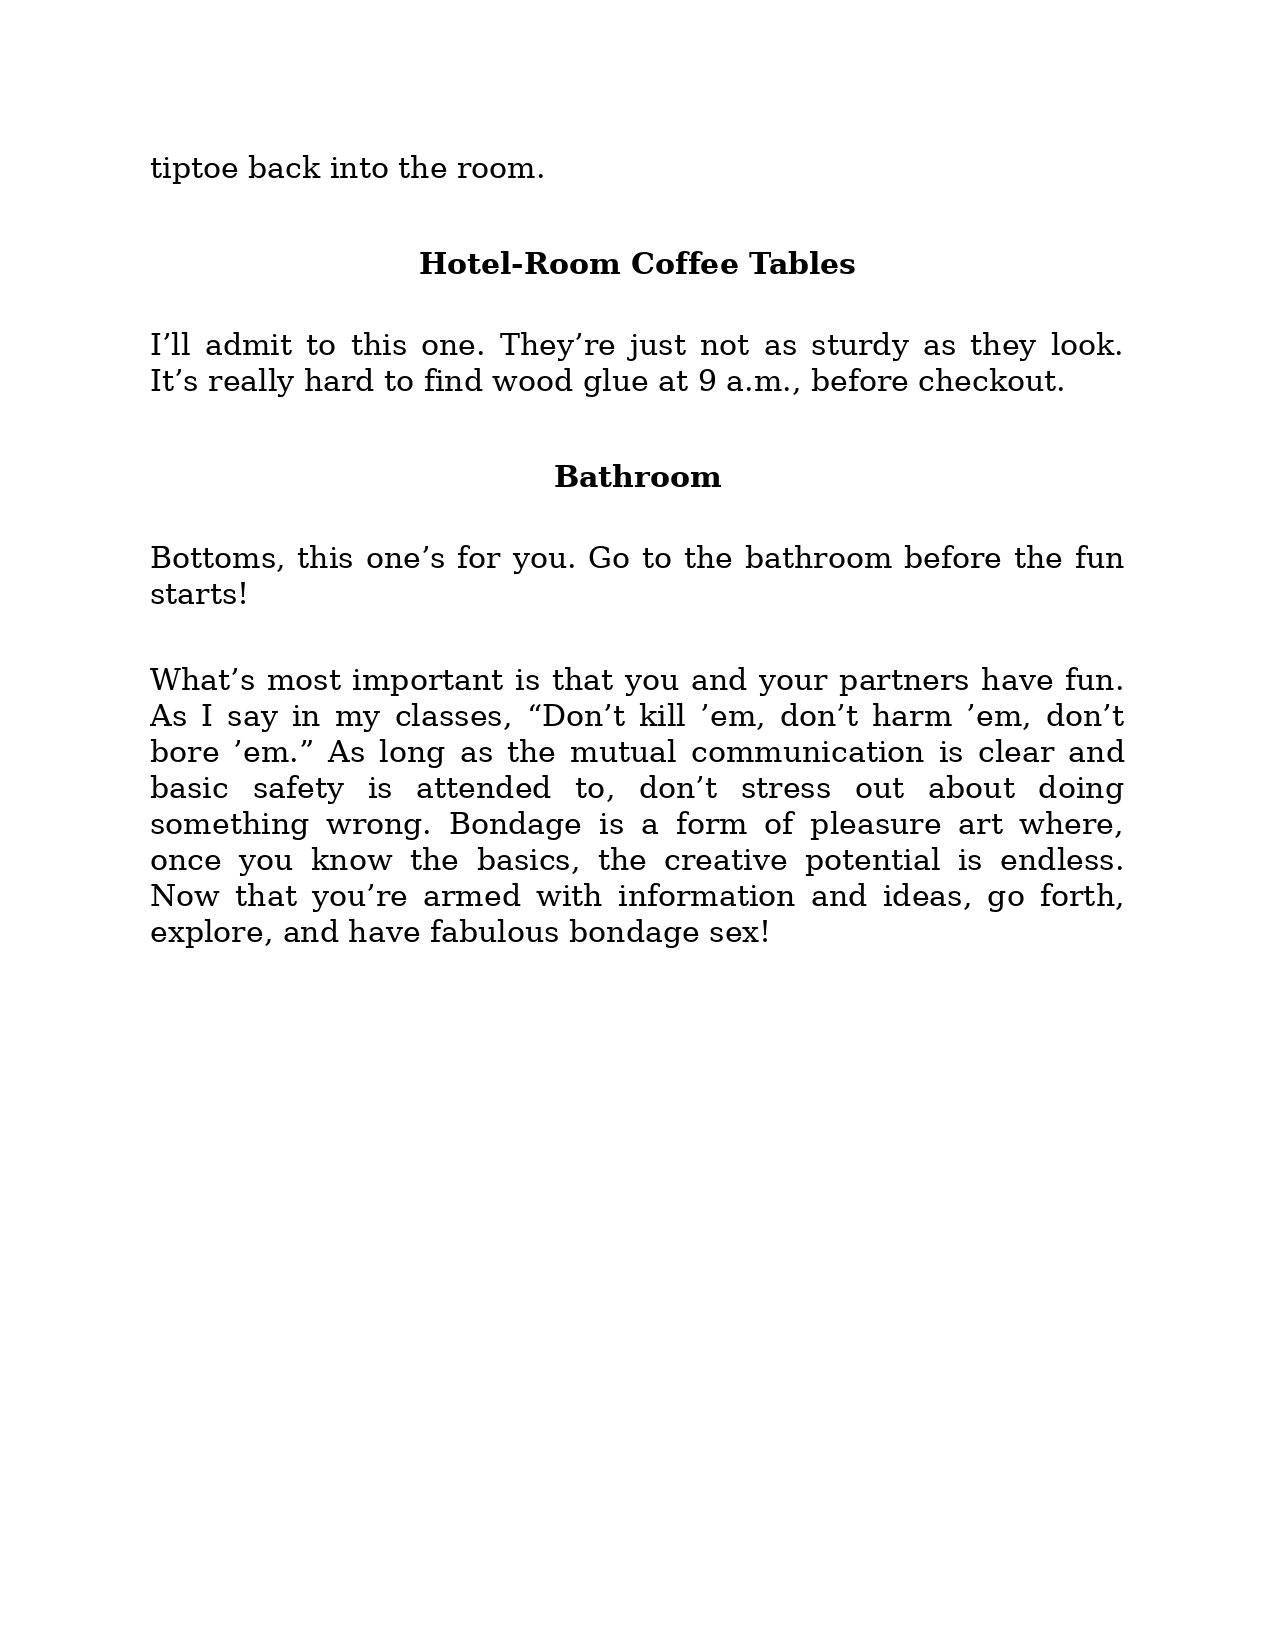 tiptoe back into the room.
Hotel-Room Coffee Tables
I’ll admit to this one. They’re just not as sturdy as they look.
It’s really hard to find wood glue at 9 a.m., before checkout.
Bathroom
Bottoms, this one’s for you. Go to the bathroom before the fun
starts!
What’s most important is that you and your partners have fun.
As I say in my classes, “Don’t kill ’em, don’t harm ’em, don’t
bore ’em.” As long as the mutual communication is clear and
basic safety is attended to, don’t stress out about doing
something wrong. Bondage is a form of pleasure art where,
once you know the basics, the creative potential is endless.
Now that you’re armed with information and ideas, go forth,
explore, and have fabulous bondage sex!